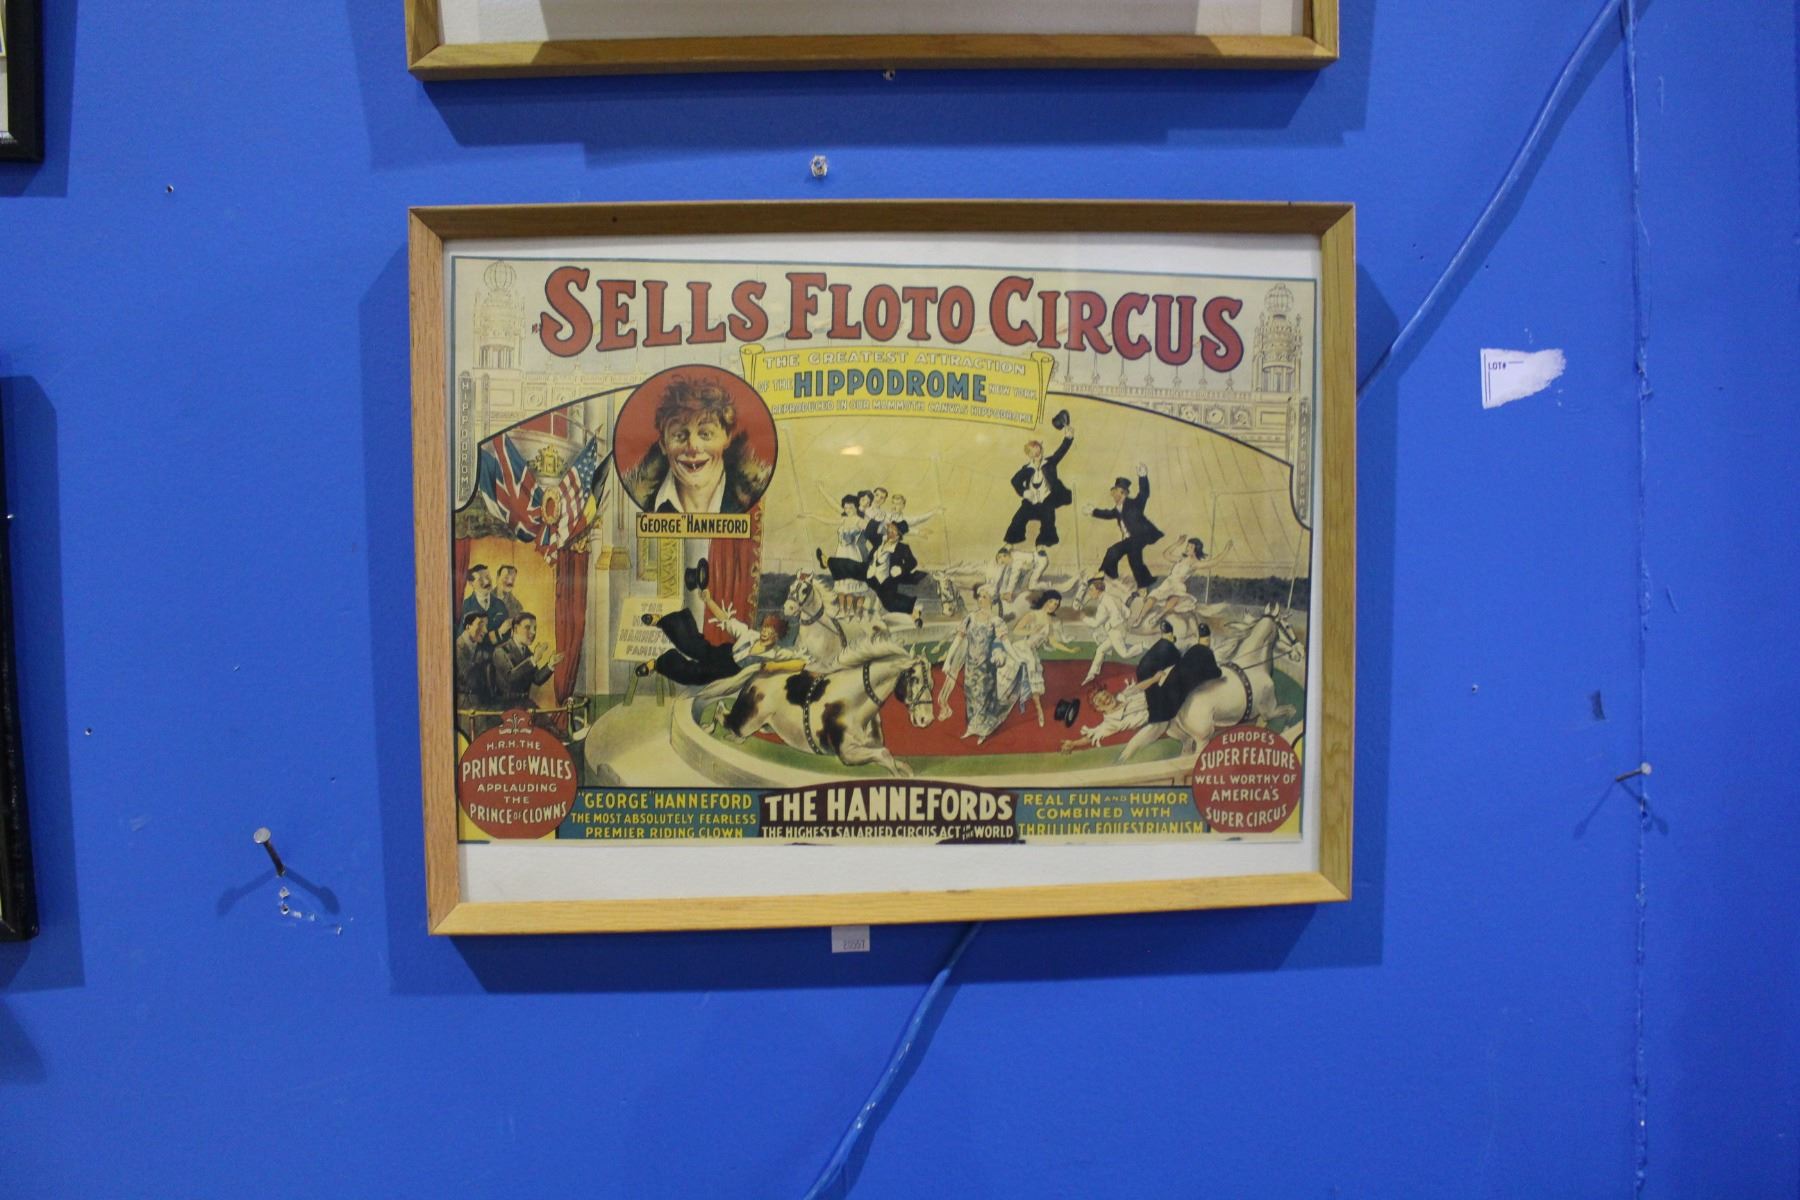 SELLS FLOTO CIRCUS
THE GREATEST ATTRACTION
OF THE HIPPODROME NEW YORK
REPRODUCED IN OUR MAMMOTH CANVAS HIPPODROME
HIPPODROME
HIPPODROME
"GEORGE" HANNEFORD
THE
HANNEFORD
FAMILY
H.R.H. THE
PRINCE OF WALES
APPLAUDING
THE
PRINCE OF CLOWNS
"GEORGE" HANNEFORD
THE MOST ABSOLUTELY FEARLESS
PREMIER RIDING CLOWN
THE HANNEFORDS
THE HIGHEST SALARIED CIRCUS ACT IN THE WORLD
REAL FUN AND HUMOR
COMBINED WITH
THRILLING EQUESTRIANISM
EUROPE'S
SUPER FEATURE
WELL WORTHY OF
AMERICA'S
SUPER CIRCUS
LOT#